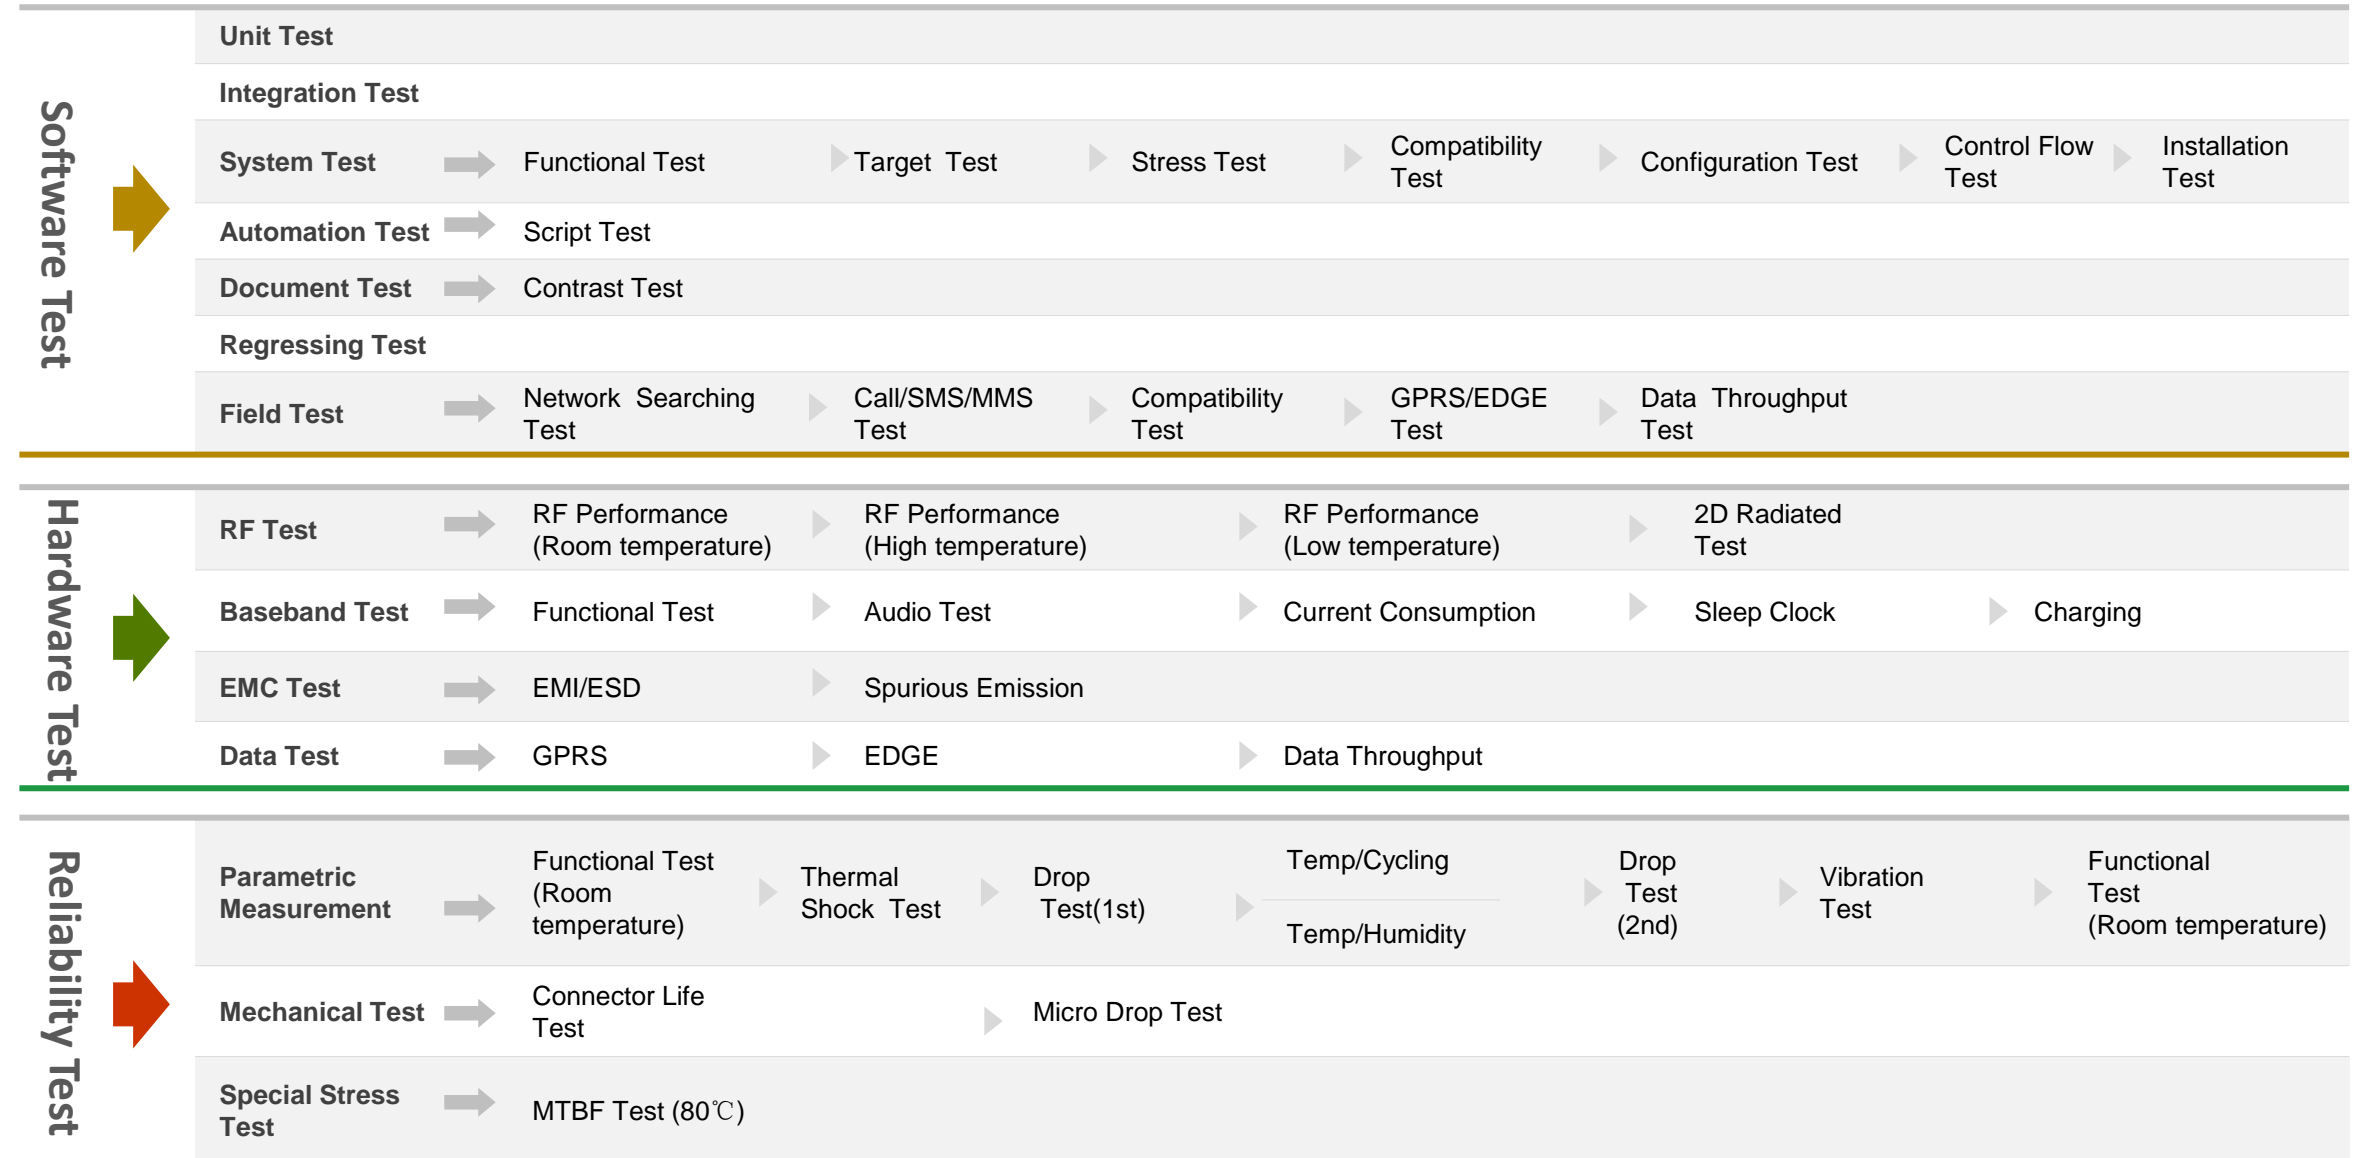 Software Test
Unit Test
Integration Test
System Test
Functional Test
Target Test
Stress Test
Compatibility
Test
Configuration Test
Control Flow
Test
Installation
Test
Automation Test
Script Test
Document Test
Contrast Test
Regressing Test
Field Test
Network Searching
Test
Call/SMS/MMS
Test
Compatibility
Test
GPRS/EDGE
Test
Data Throughput
Test
Hardware Test
RF Test
RF Performance
(Room temperature)
RF Performance
(High temperature)
RF Performance
(Low temperature)
2D Radiated
Test
Baseband Test
Functional Test
Audio Test
Current Consumption
Sleep Clock
Charging
EMC Test
EMI/ESD
Spurious Emission
Data Test
GPRS
EDGE
Data Throughput
Reliability Test
Parametric
Measurement
Functional Test
(Room
temperature)
Thermal
Shock Test
Drop
Test(1st)
Temp/Cycling
Temp/Humidity
Drop
Test
(2nd)
Vibration
Test
Functional
Test
(Room temperature)
Mechanical Test
Connector Life
Test
Micro Drop Test
Special Stress
Test
MTBF Test (80℃)